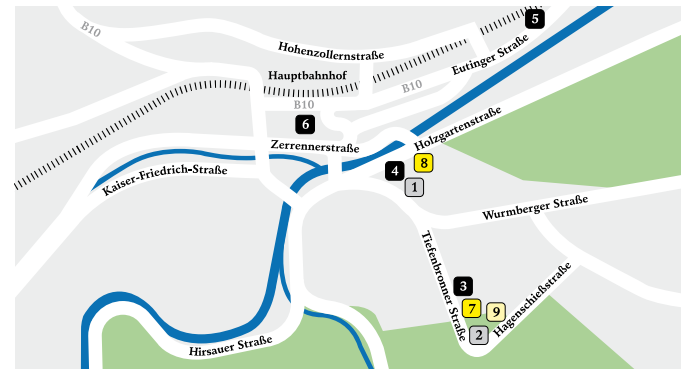 5
B10
Hohenzollernstraße
Eutinger Straße
Hauptbahnhof
B10
B10
6
Holzgartenstraße
Zerrennerstraße
8
4
Kaiser-Friedrich-Straße
1
Wurmberger Straße
Tiefenbronner Straße
Hagenschießstraße
3
7
9
2
Hirsauer Straße